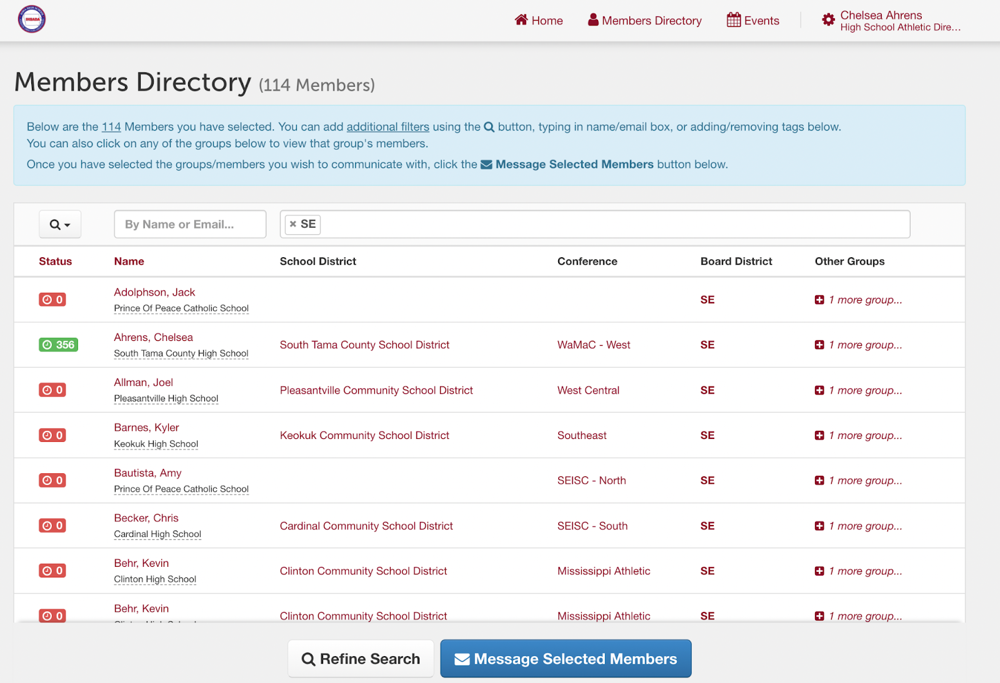 Home
Members Directory
Events
Chelsea Ahrens
High School Athletic Dire...
Members Directory (114 Members)
Below are the 114 Members you have selected. You can add additional filters using the button, typing in name/email box, or adding/removing tags below.
You can also click on any of the groups below to view that group's members.
Once you have selected the groups/members you wish to communicate with, click the Message Selected Members button below.
By Name or Email...
× SE
Status Name School District Conference Board District Other Groups
0 Adolphson, Jack SE 1 more group...
Prince Of Peace Catholic School
356 Ahrens, Chelsea South Tama County School District WaMaC - West SE 1 more group...
South Tama County High School
0 Allman, Joel Pleasantville Community School District West Central SE 1 more group...
Pleasantville High School
0 Barnes, Kyler Keokuk Community School District Southeast SE 1 more group...
Keokuk High School
0 Bautista, Amy SEISC - North SE 1 more group...
Prince Of Peace Catholic School
0 Becker, Chris Cardinal Community School District SEISC - South SE 1 more group...
Cardinal High School
0 Behr, Kevin Clinton Community School District Mississippi Athletic SE 1 more group...
Clinton High School
0 Behr, Kevin Clinton Community School District Mississippi Athletic SE 1 more group...
Refine Search
Message Selected Members